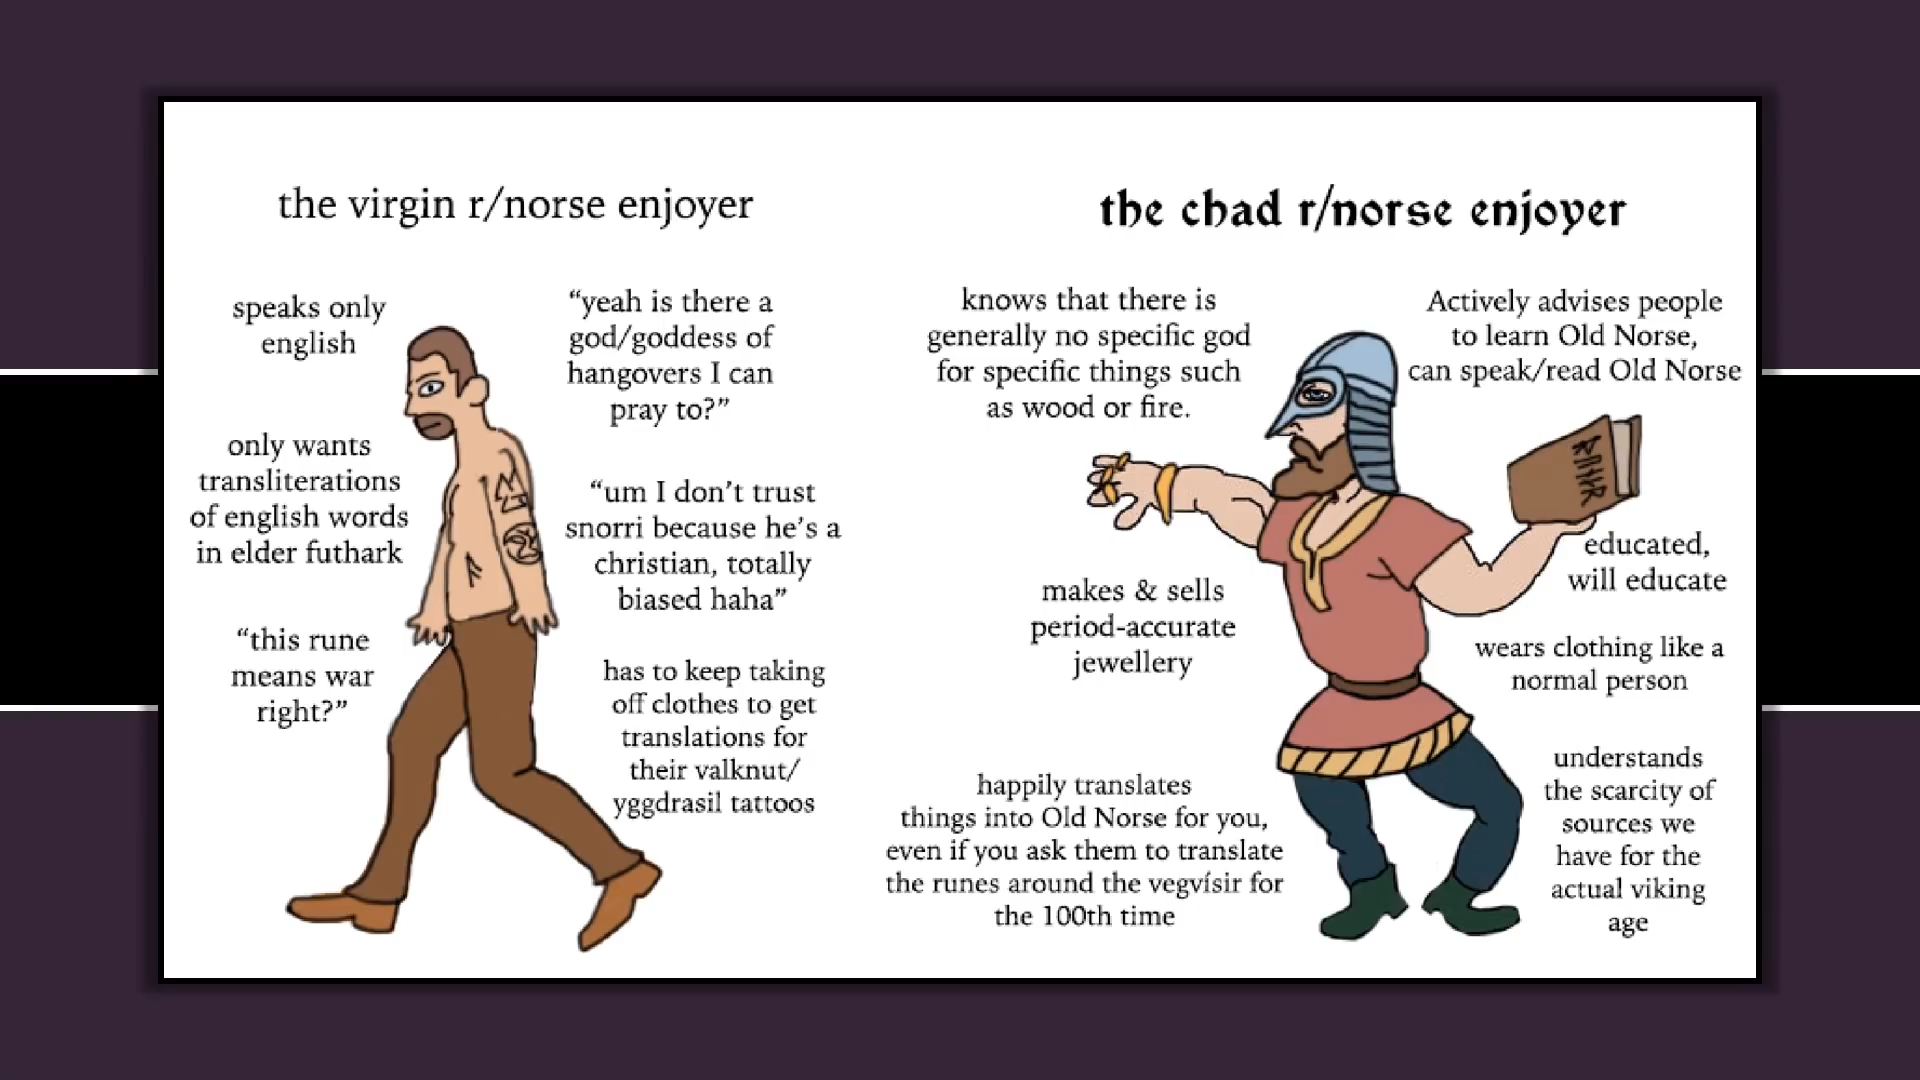 the virgin r/norse enjoyer
speaks only
english
"yeah is there a
god/goddess of
hangovers I can
pray to?"
only wants
transliterations
of english words
in elder futhark
"um I don't trust
snorri because he's a
christian, totally
biased haha"
"this rune
means war
right?"
has to keep taking
off clothes to get
translations for
their valknut/
yggdrasil tattoos
the chad r/norse enjoyer
knows that there is
generally no specific god
for specific things such
as wood or fire.
Actively advises people
to learn Old Norse,
can speak/read Old Norse
educated,
will educate
makes & sells
period-accurate
jewellery
wears clothing like a
normal person
happily translates
things into Old Norse for you,
even if you ask them to translate
the runes around the vegvísir for
the 100th time
understands
the scarcity of
sources we
have for the
actual viking
age